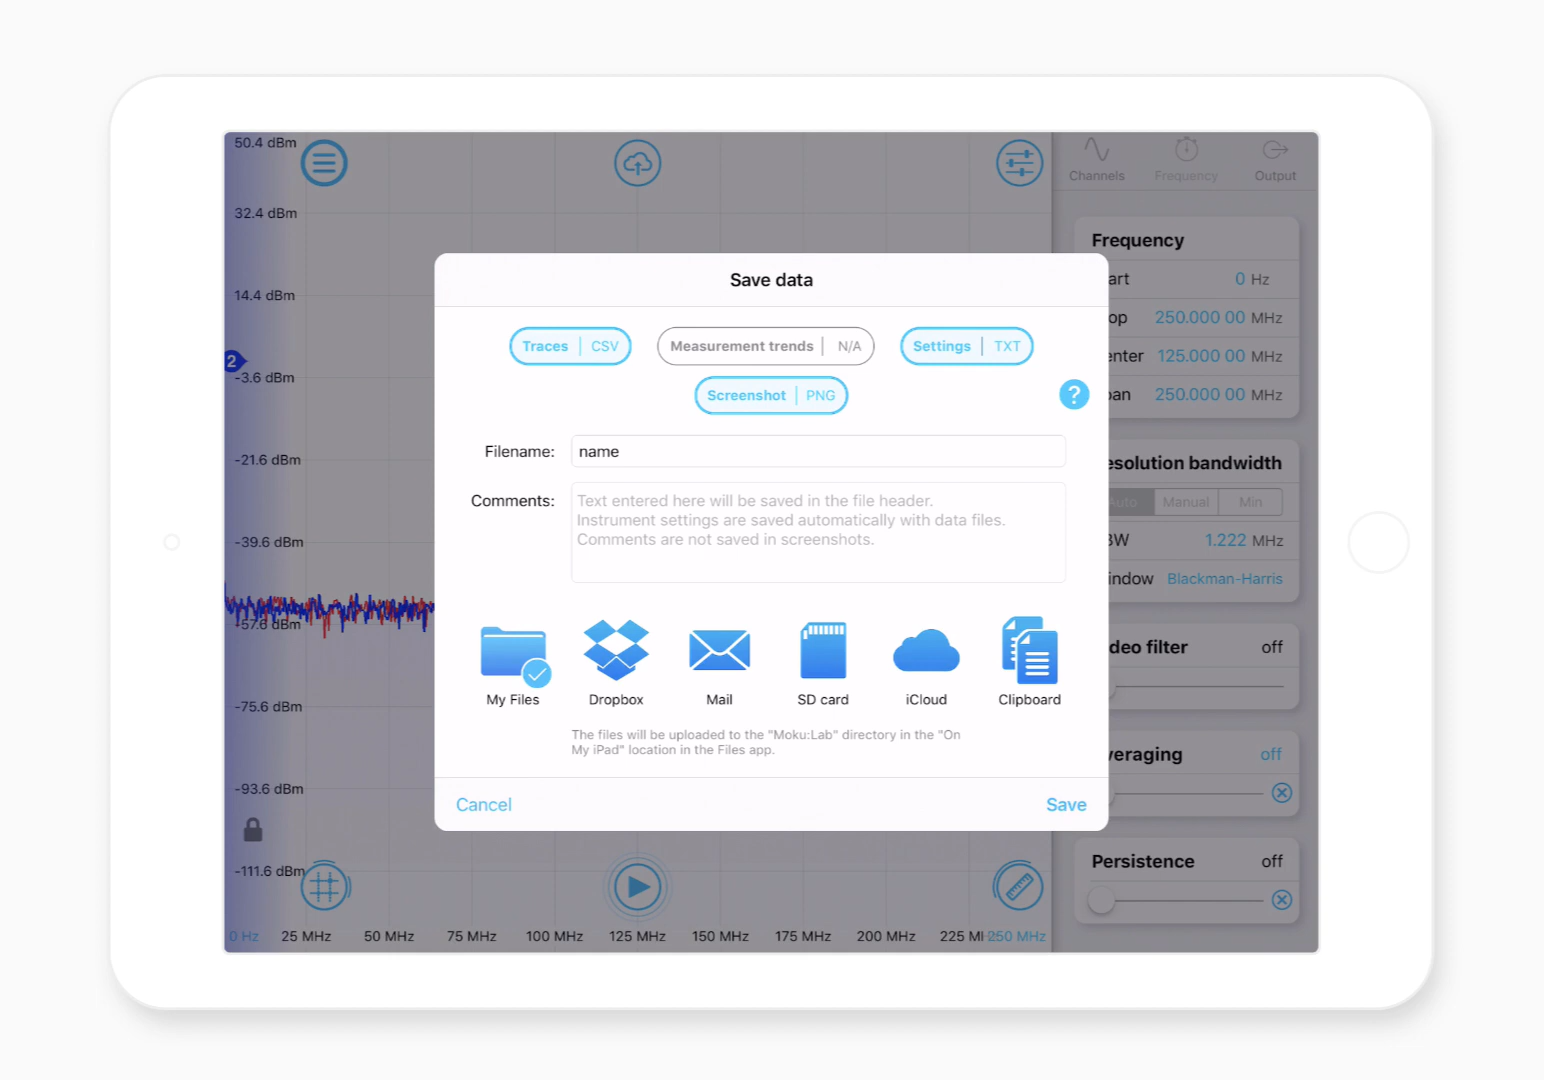 50.4 dBm
32.4 dBm
14.4 dBm
2
-3.6 dBm
-21.6 dBm
-39.6 dBm
-57.6 dBm
-75.6 dBm
-93.6 dBm
-111.6 dBm
0 Hz 25 MHz 50 MHz 75 MHz 100 MHz 125 MHz 150 MHz 175 MHz 200 MHz 225 MH 250 MHz
Channels Frequency Output
Frequency
art 0 Hz
op 250.000 00 MHz
enter 125.000 00 MHz
pan 250.000 00 MHz
esolution bandwidth
Auto Manual Min
BW 1.222 MHz
indow Blackman-Harris
deo filter off
veraging off
Persistence off
Save data
Traces | CSV Measurement trends | N/A Settings | TXT
Screenshot | PNG ?
Filename: name
Comments: Text entered here will be saved in the file header.
Instrument settings are saved automatically with data files.
Comments are not saved in screenshots.
My Files Dropbox Mail SD card iCloud Clipboard
The files will be uploaded to the "Moku:Lab" directory in the "On
My iPad" location in the Files app.
Cancel Save